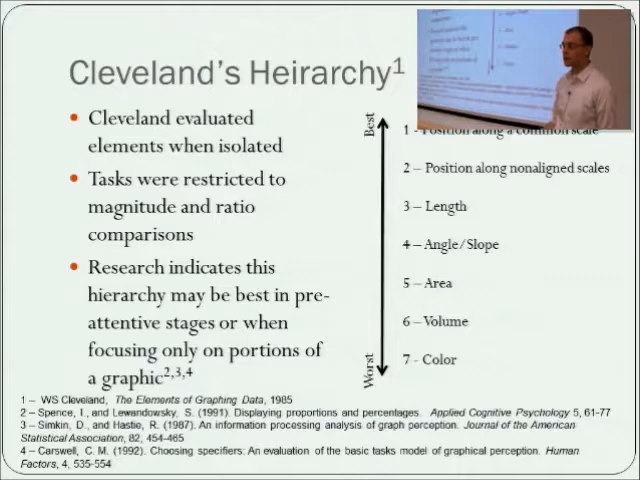 Cleveland's Heirarchy1
• Cleveland evaluated
elements when isolated
• Tasks were restricted to
magnitude and ratio
comparisons
• Research indicates this
hierarchy may be best in pre-
attentive stages or when
focusing only on portions of
a graphic2,3,4
Best
1 - Position along a common scale
2 – Position along nonaligned scales
3 – Length
4 – Angle/Slope
5 – Area
6 – Volume
7 - Color
Worst
1 – WS Cleveland, The Elements of Graphing Data, 1985
2 – Spence, I., and Lewandowsky, S. (1991). Displaying proportions and percentages. Applied Cognitive Psychology 5, 61-77
3 – Simkin, D., and Hastie, R. (1987). An information processing analysis of graph perception. Journal of the American
Statistical Association, 82, 454-465
4 – Carswell, C. M. (1992). Choosing specifiers: An evaluation of the basic tasks model of graphical perception. Human
Factors, 4, 535-554